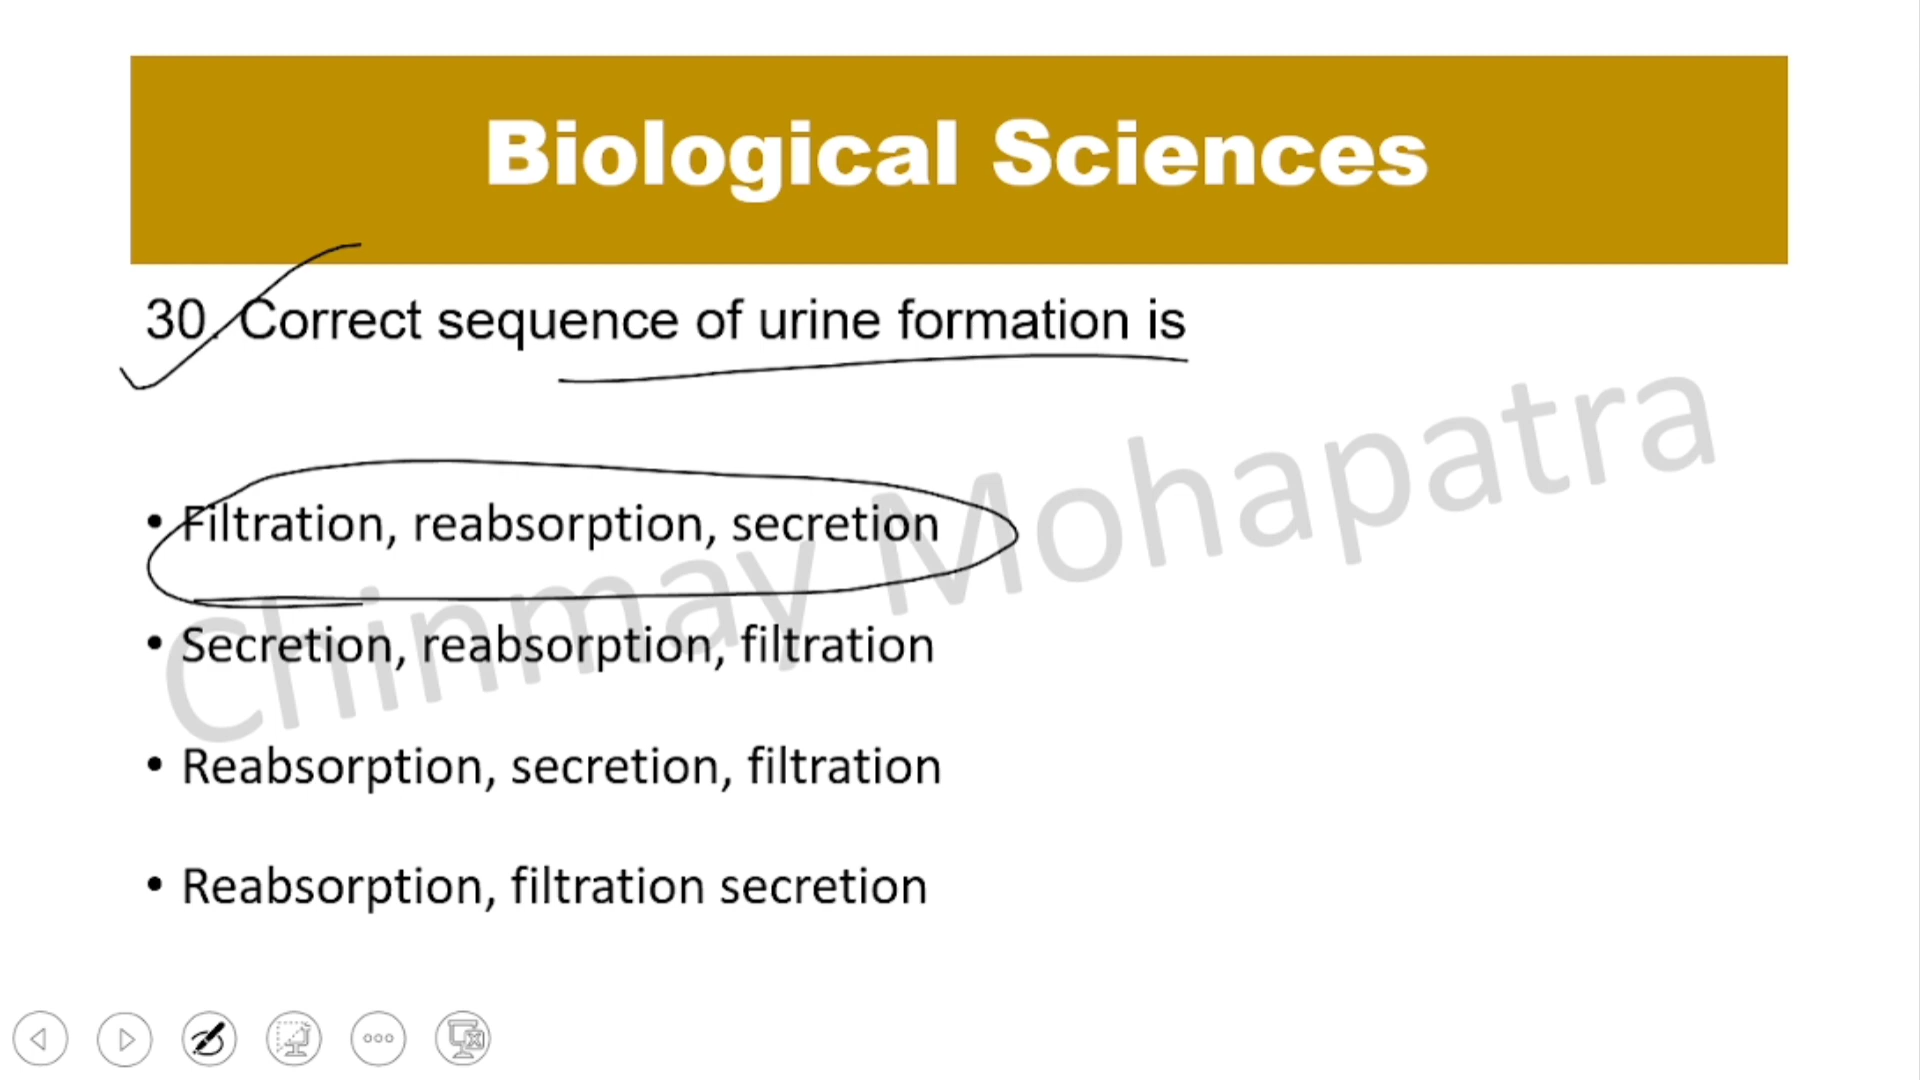 Biological Sciences
30. Correct sequence of urine formation is
• Filtration, reabsorption, secretion
• Secretion, reabsorption, filtration
• Reabsorption, secretion, filtration
• Reabsorption, filtration secretion
Chinmay Mohapatra